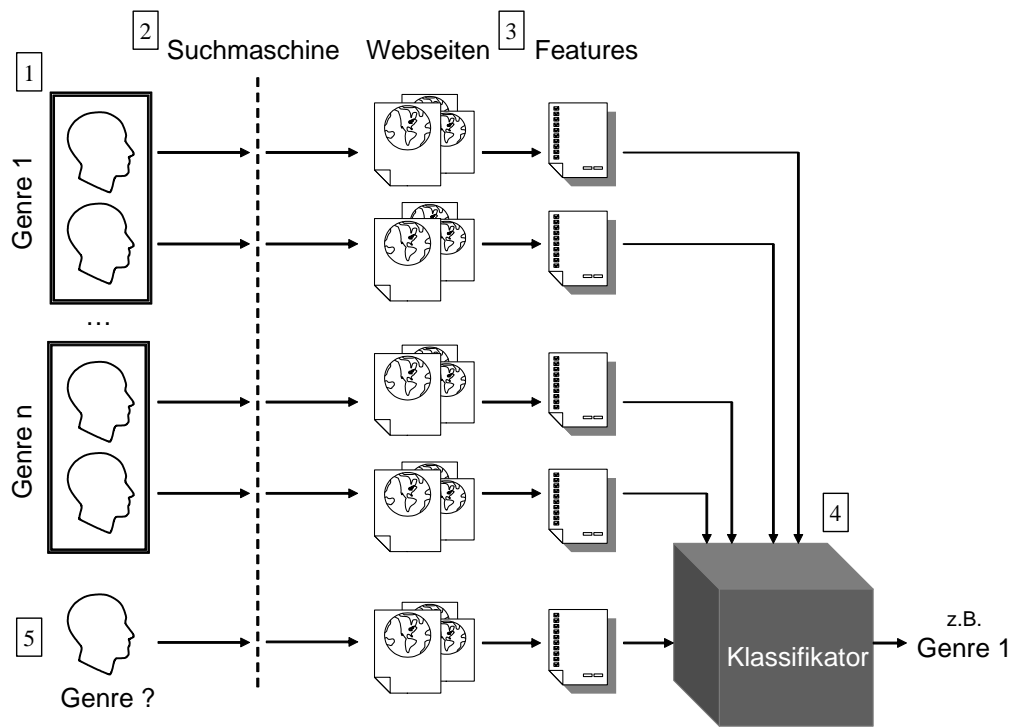 2
Suchmaschine
Webseiten
3
Features
1
Genre 1
...
Genre n
4
5
Genre ?
Klassifikator
z.B.
Genre 1